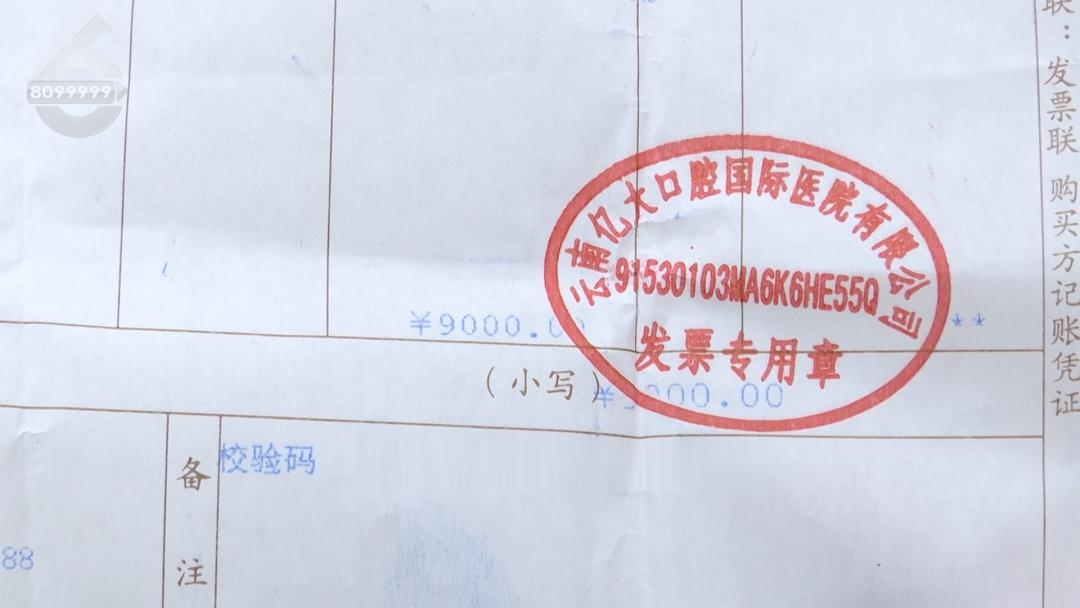 8099999
联：发票联 购买方记账凭证
云南亿大口腔国际医院有限公司
91530103MA6K6HE55Q
发票专用章
¥9000.00
**
（小写）¥9000.00
备注
校验码
88